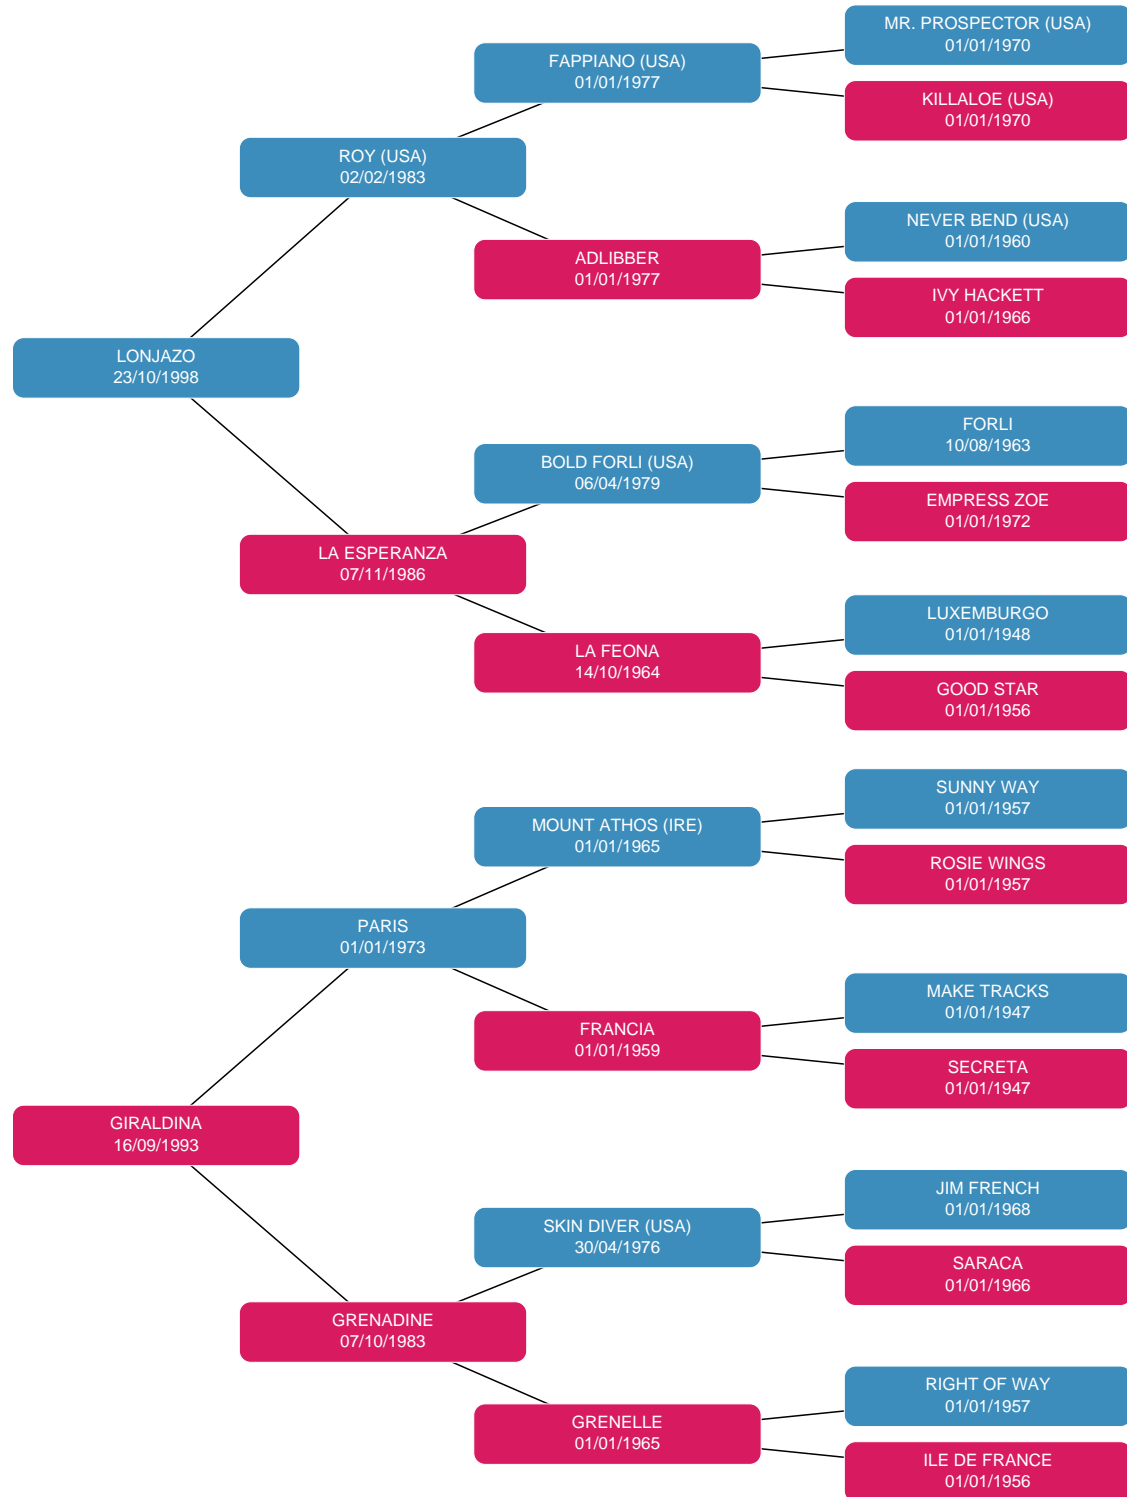 MR. PROSPECTOR (USA)
01/01/1970
FAPPIANO (USA)
01/01/1977
KILLALOE (USA)
01/01/1970
ROY (USA)
02/02/1983
NEVER BEND (USA)
01/01/1960
ADLIBBER
01/01/1977
IVY HACKETT
01/01/1966
LONJAZO
23/10/1998
FORLI
10/08/1963
BOLD FORLI (USA)
06/04/1979
EMPRESS ZOE
01/01/1972
LA ESPERANZA
07/11/1986
LUXEMBURGO
01/01/1948
LA FEONA
14/10/1964
GOOD STAR
01/01/1956
SUNNY WAY
01/01/1957
MOUNT ATHOS (IRE)
01/01/1965
ROSIE WINGS
01/01/1957
PARIS
01/01/1973
MAKE TRACKS
01/01/1947
FRANCIA
01/01/1959
SECRETA
01/01/1947
GIRALDINA
16/09/1993
JIM FRENCH
01/01/1968
SKIN DIVER (USA)
30/04/1976
SARACA
01/01/1966
GRENADINE
07/10/1983
RIGHT OF WAY
01/01/1957
GRENELLE
01/01/1965
ILE DE FRANCE
01/01/1956